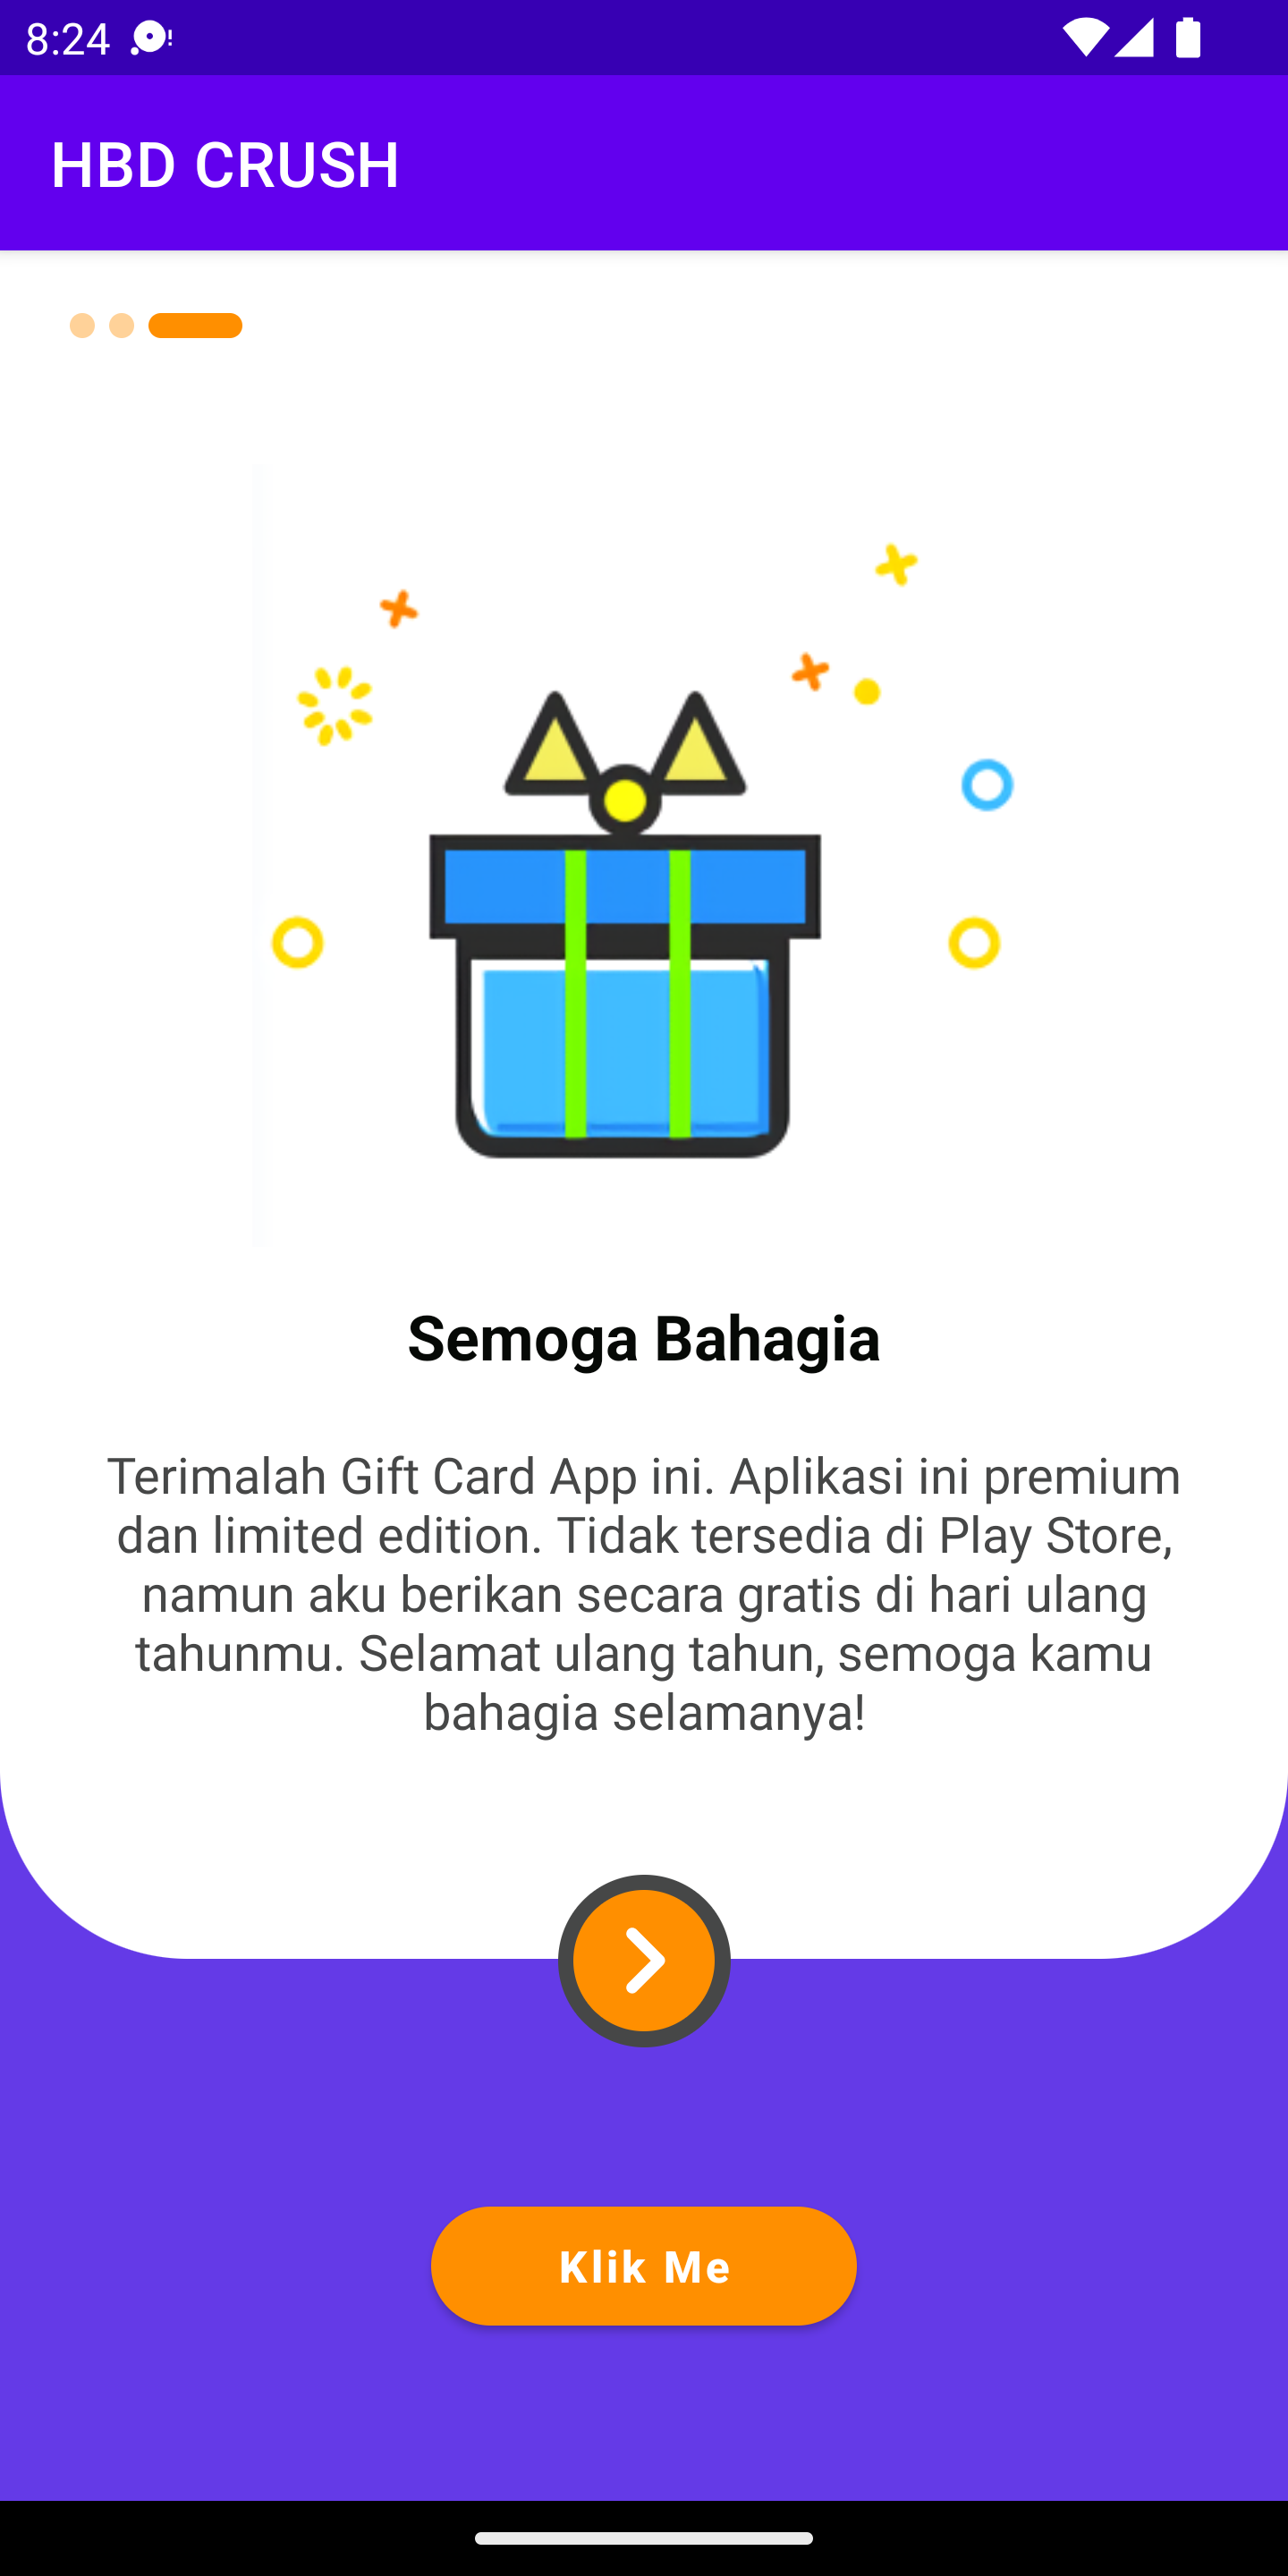 8:24
HBD CRUSH
Semoga Bahagia
Terimalah Gift Card App ini. Aplikasi ini premium
dan limited edition. Tidak tersedia di Play Store,
namun aku berikan secara gratis di hari ulang
tahunmu. Selamat ulang tahun, semoga kamu
bahagia selamanya!
Klik Me